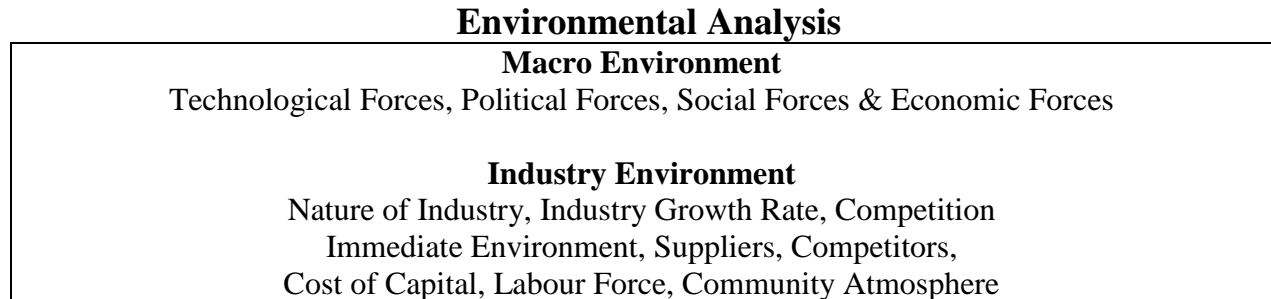 Environmental Analysis
Macro Environment
Technological Forces, Political Forces, Social Forces & Economic Forces
Industry Environment
Nature of Industry, Industry Growth Rate, Competition
Immediate Environment, Suppliers, Competitors,
Cost of Capital, Labour Force, Community Atmosphere